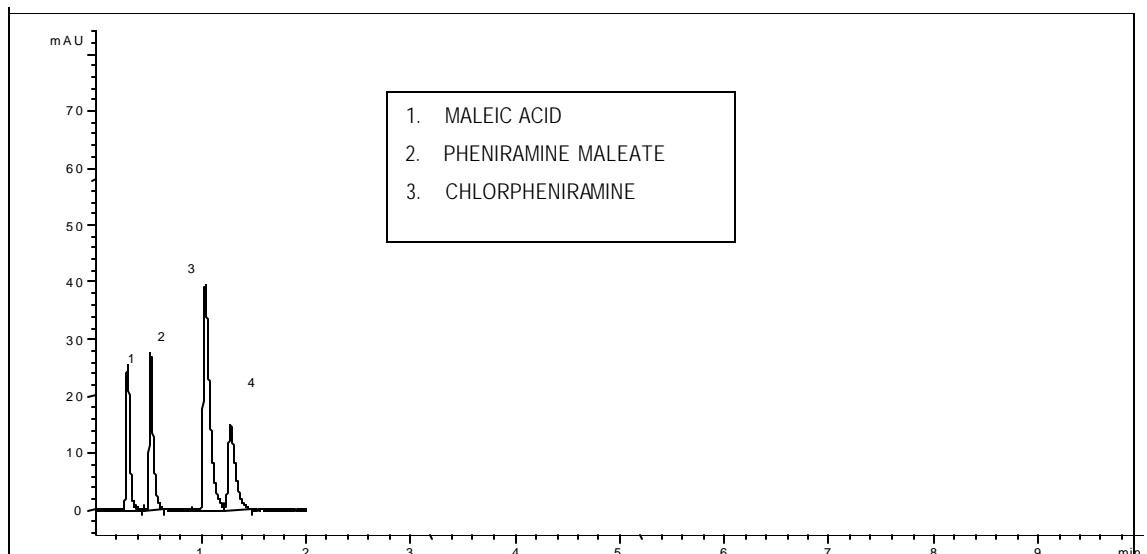 mAU
70
60
50
40
30
20
10
0
1. MALEIC ACID
2. PHENIRAMINE MALEATE
3. CHLORPHENIRAMINE
3
2
1
4
1 2 3 4 5 6 7 8 9 min